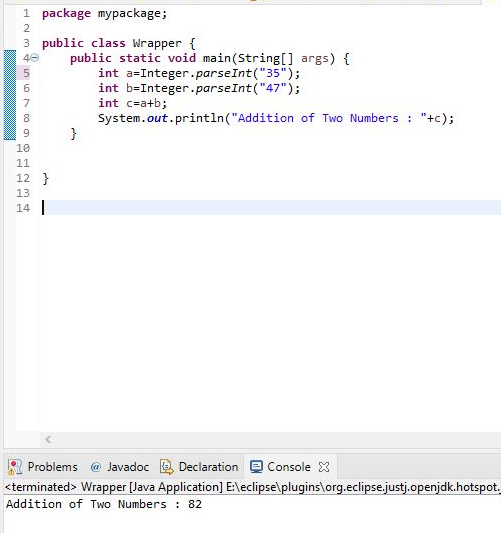 1 package mypackage;
2
3 public class Wrapper {
4 public static void main(String[] args) {
5 int a=Integer.parseInt("35");
6 int b=Integer.parseInt("47");
7 int c=a+b;
8 System.out.println("Addition of Two Numbers : "+c);
9 }
10
11
12 }
13
14
Problems @ Javadoc Declaration Console
<terminated> Wrapper [Java Application] E:\eclipse\plugins\org.eclipse.justj.openjdk.hotspot.
Addition of Two Numbers : 82